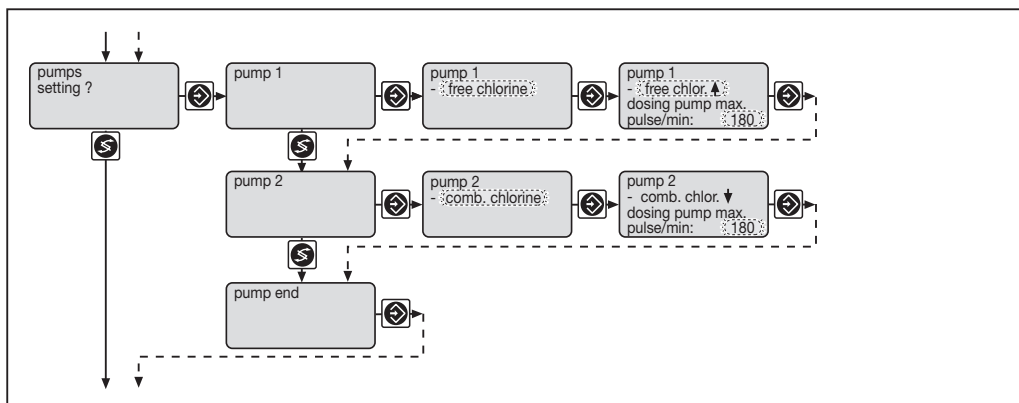 pumps
setting ?
pump 1
pump 1
- free chlorine
pump 1
- free chlor.
dosing pump max.
pulse/min: 180
pump 2
pump 2
- comb. chlorine
pump 2
- comb. chlor.
dosing pump max.
pulse/min: 180
pump end